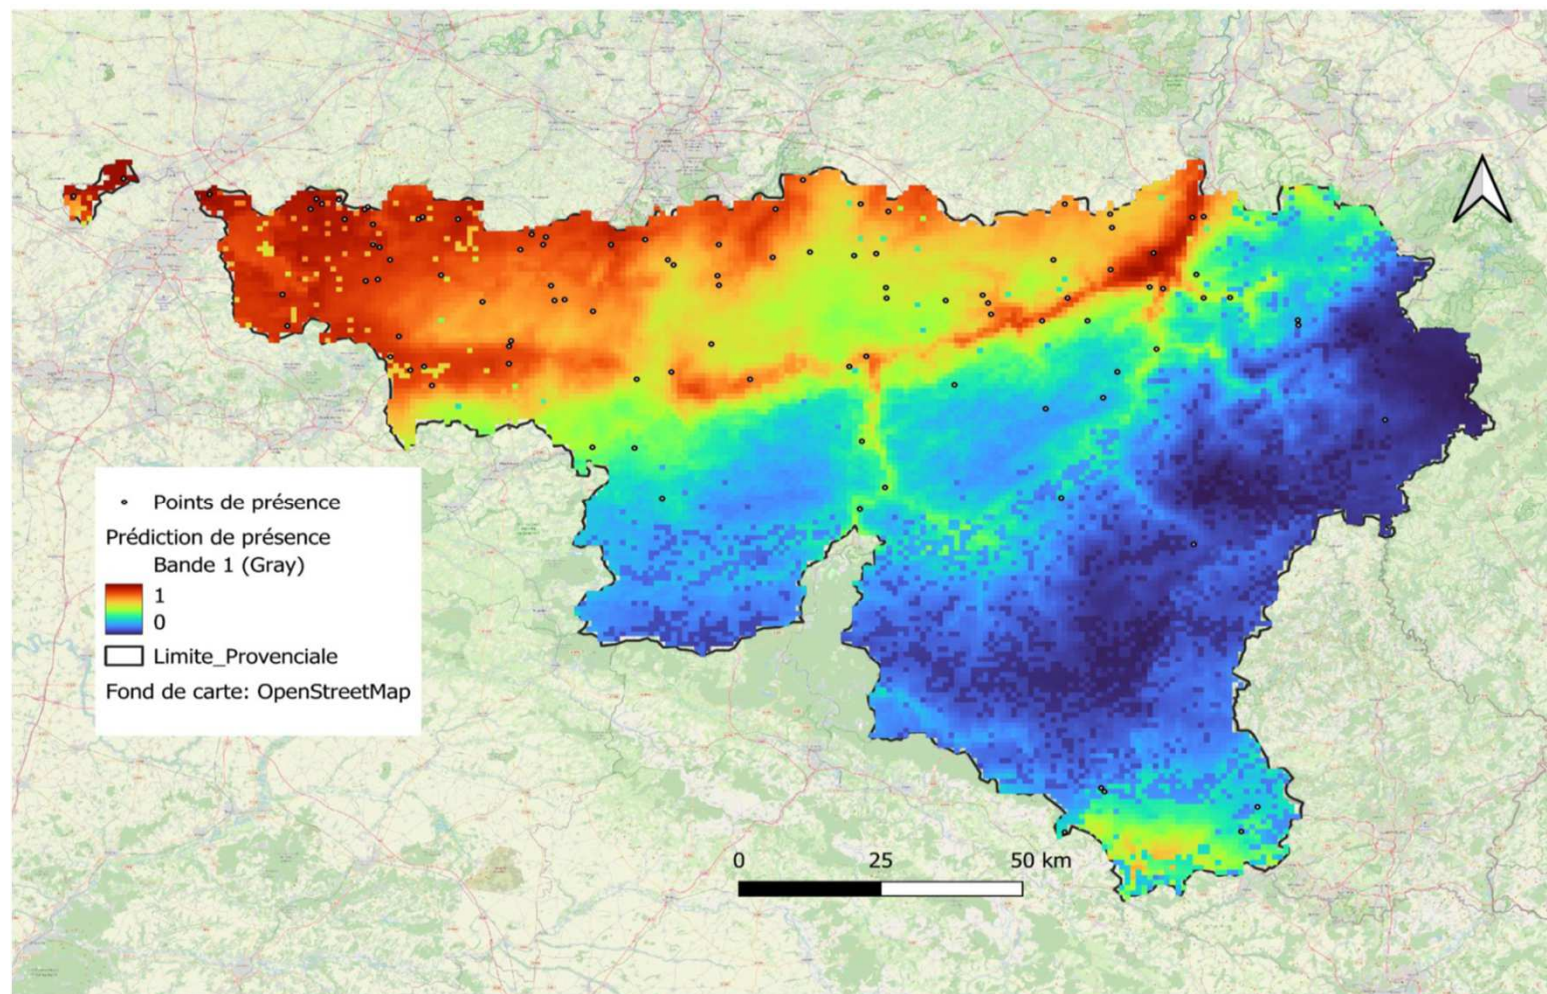 Points de présence
Prédiction de présence
Bande 1 (Gray)
1
0
Limite_Provenciale
Fond de carte: OpenStreetMap
0 25 50 km